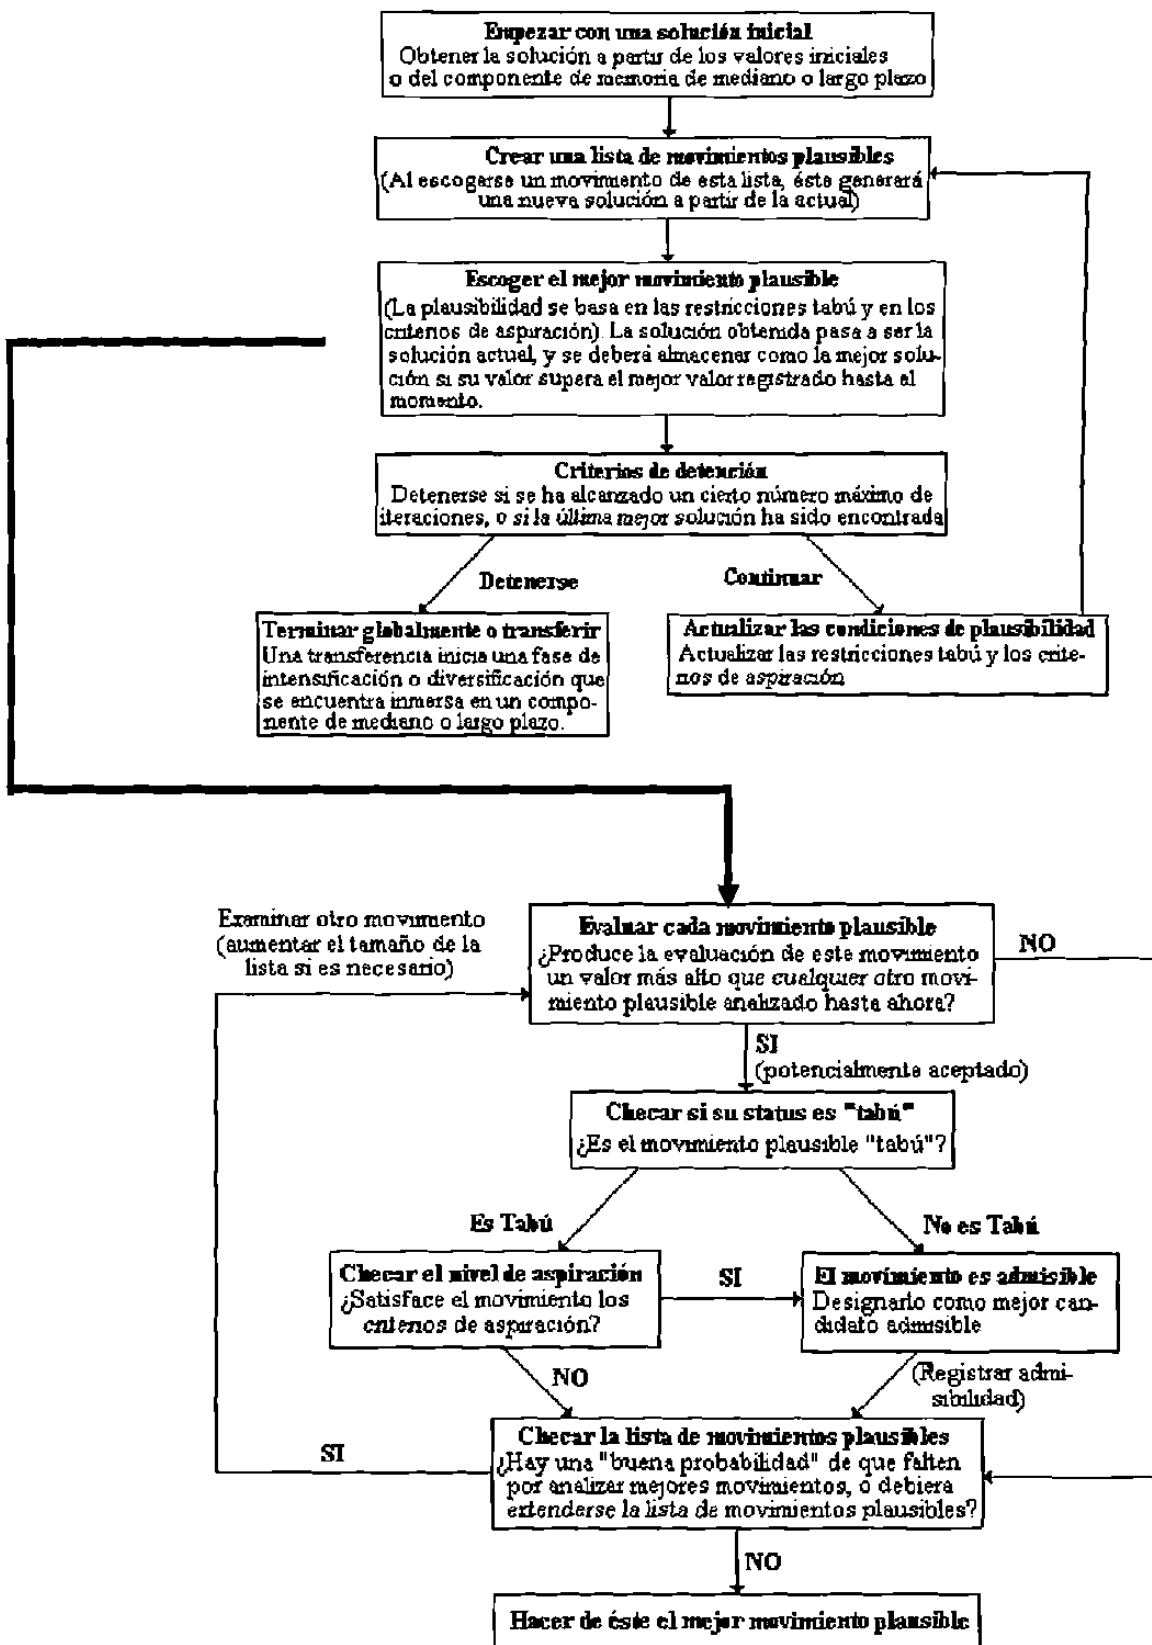 Empezar con una solución inicial
Obtener la solución a partir de los valores iniciales
o del componente de memoria de mediano o largo plazo
Crear una lista de movimientos plausibles
(Al escogerse un movimento de esta lista, éste generará
una nueva solución a partir de la actual)
Escoger el mejor movimiento plausible
(La plausibilidad se basa en las restricciones tabú y en los
criterios de aspiración). La solución obtenida pasa a ser la
solución actual, y se deberá almacenar como la mejor solu-
ción si su valor supera el mejor valor registrado hasta el
momento.
Criterios de detención
Detenerse si se ha alcanzado un cierto número máximo de
iteraciones, o si la última mejor solución ha sido encontrada
Detenerse
Continuar
Terminar globalmente o transferir
Una transferencia inicia una fase de
intensificación o diversificación que
se encuentra inmersa en un compo-
nente de mediano o largo plazo.
Actualizar las condiciones de plausibilidad
Actualizar las restricciones tabú y los crite-
rios de aspiración
Examinar otro movimiento
(aumentar el tamaño de la
lista si es necesario)
Evaluar cada movimiento plausible
¿Produce la evaluación de este movimiento
un valor más alto que cualquier otro movi-
miento plausible analizado hasta ahora?
NO
SI
(potencialmente aceptado)
Checar si su status es "tabú"
¿Es el movimiento plausible "tabú"?
Es Tabú
No es Tabú
Checar el nivel de aspiración
¿Satisface el movimiento los
criterios de aspiración?
SI
El movimiento es admisible
Designarlo como mejor can-
didato admisible
NO
(Registrar admi-
sibilidad)
SI
Checar la lista de movimientos plausibles
¿Hay una "buena probabilidad" de que falten
por analizar mejores movimientos, o debiera
extenderse la lista de movimientos plausibles?
NO
Hacer de éste el mejor movimiento plausible